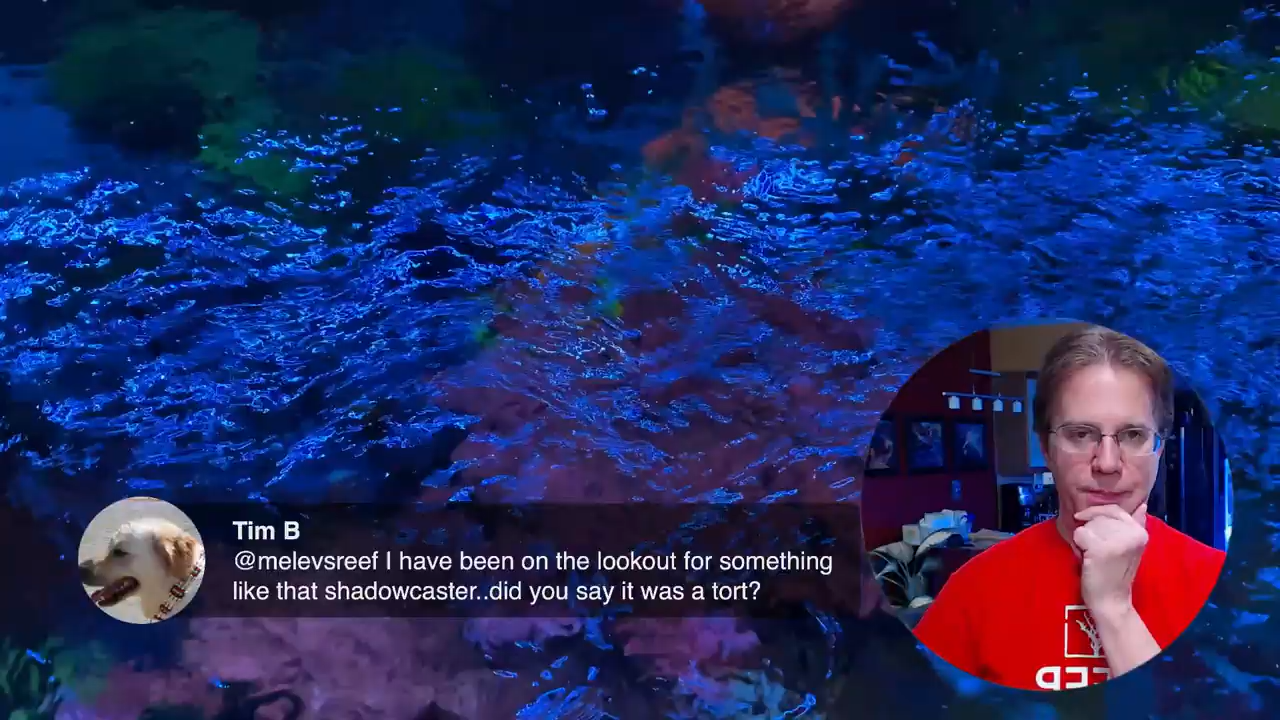 Tim B
@melevsreef I have been on the lookout for something
like that shadowcaster..did you say it was a tort?